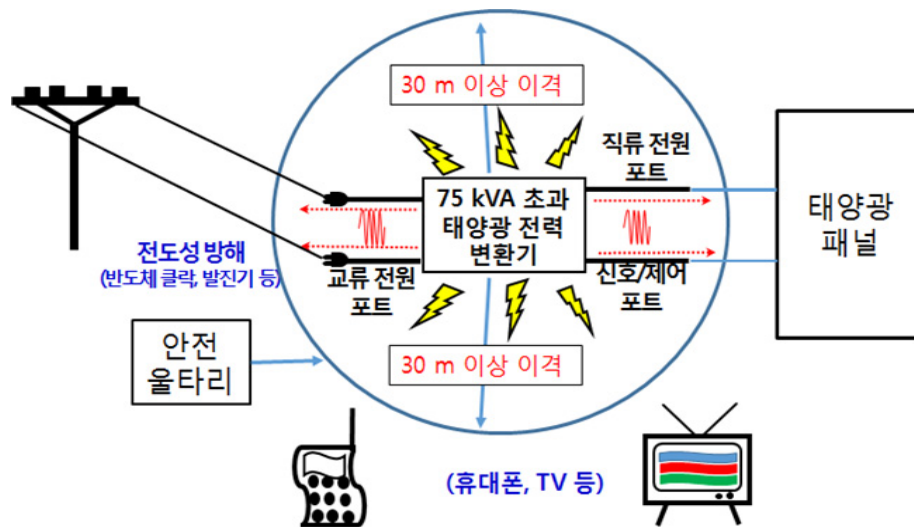 30 m 이상 이격
직류 전원
포트
75 kVA 초과
태양광 전력
변환기
태양광
패널
전도성 방해
(반도체 클락, 발진기 등)
교류 전원
포트
신호/제어
포트
안전
울타리
30 m 이상 이격
(휴대폰, TV 등)